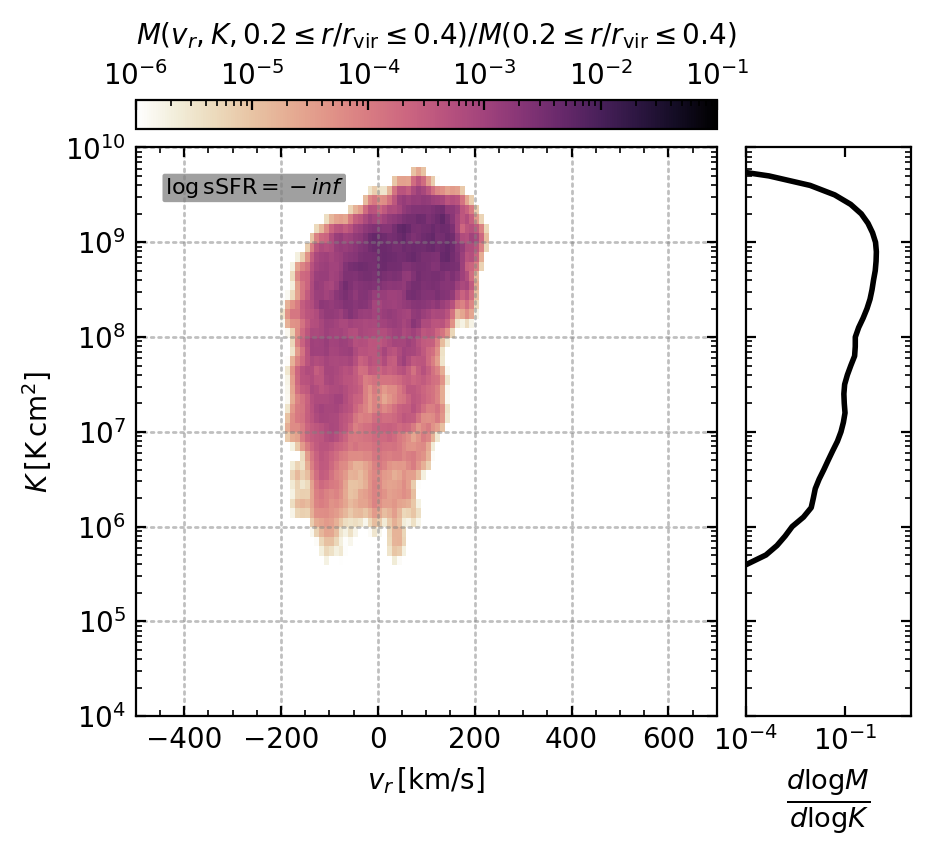 M(v_r, K, 0.2 ≤ r/r_vir ≤ 0.4)/M(0.2 ≤ r/r_vir ≤ 0.4)
10^−6 10^−5 10^−4 10^−3 10^−2 10^−1
10^10
log sSFR = −inf
10^9
10^8
10^7
10^6
10^5
10^4
K [K cm^2]
−400 −200 0 200 400 600
v_r [km/s]
10^−4 10^−1
dlogM
dlogK